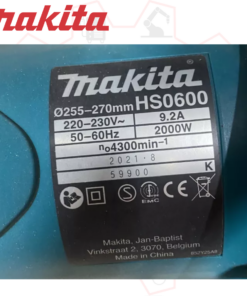 makita
makita
Ø255-270mm HS0600
220-230V~ 9.2A
50-60Hz 2000W
n₀4300min⁻¹
2021.8
59900 K
EMC
Makita, Jan-Baptist
Vinkstraat 2, 3070, Belgium
Made in China